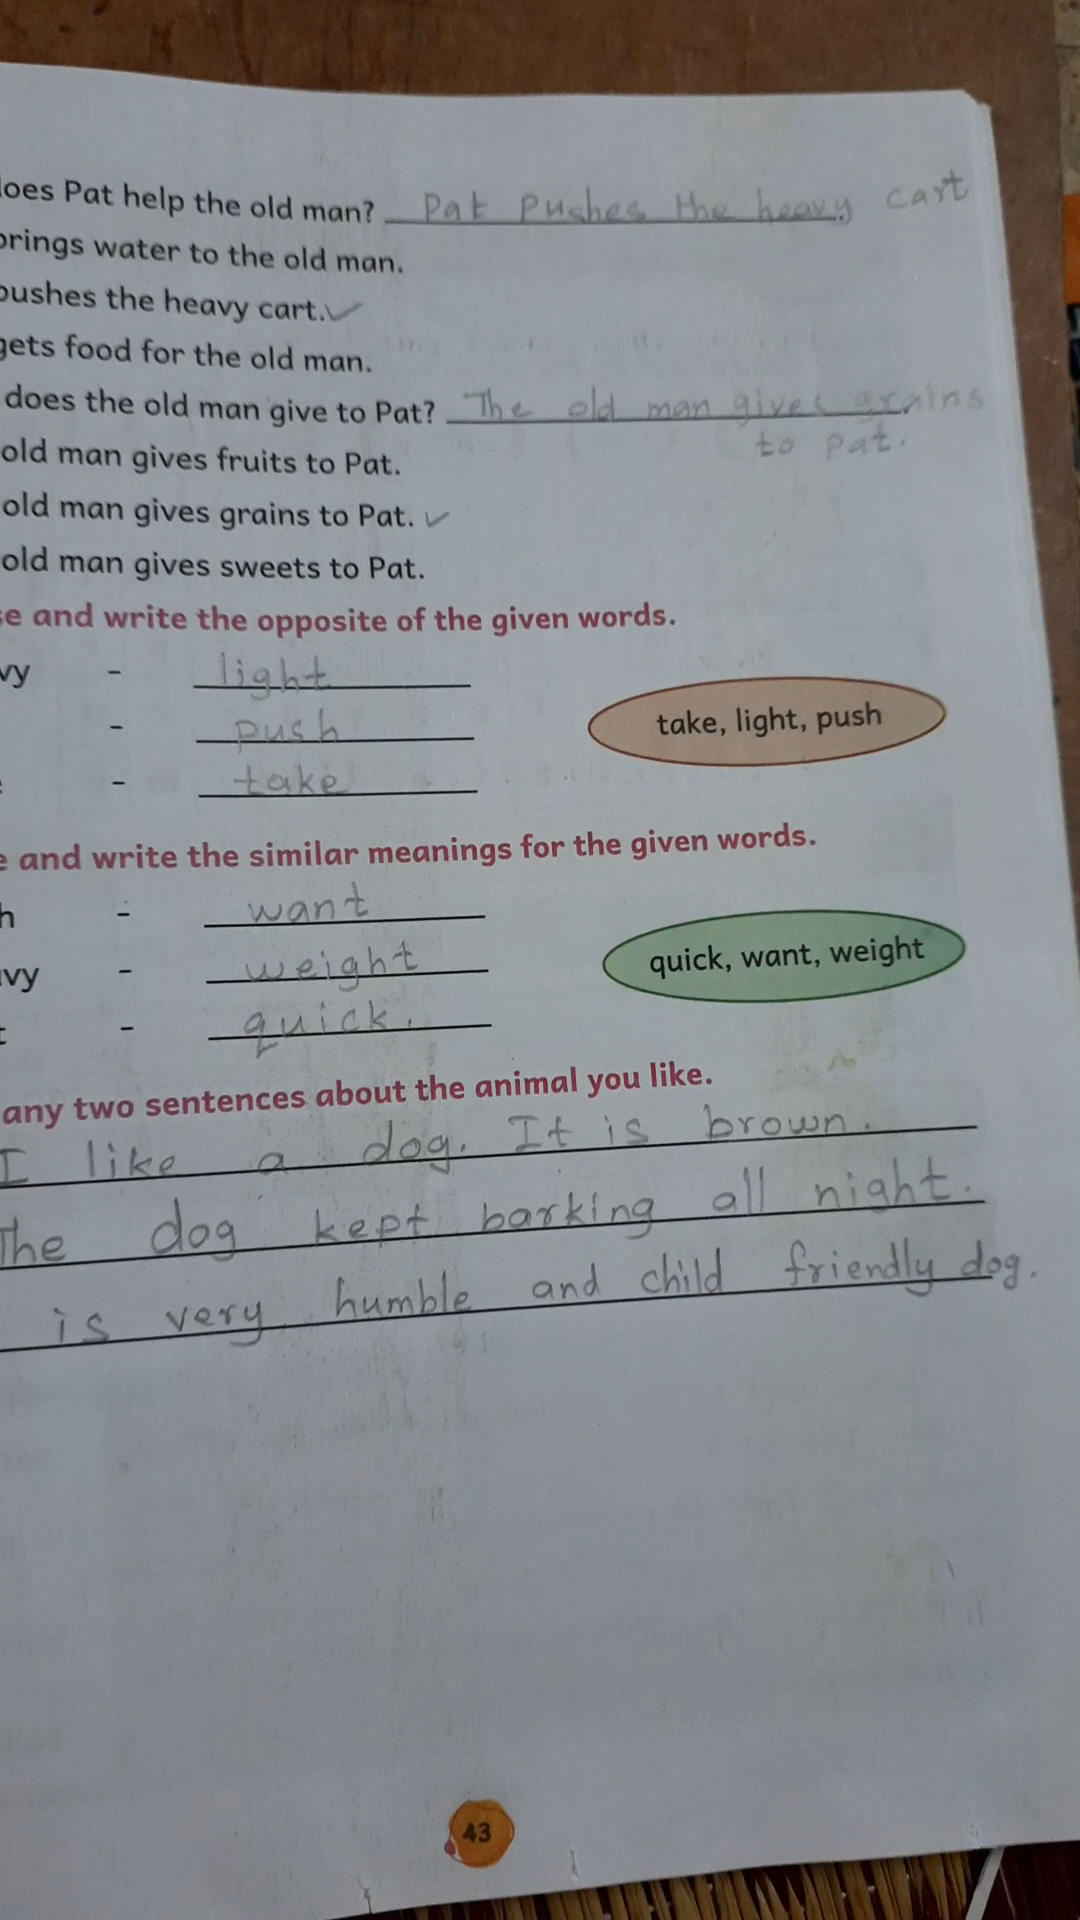 does Pat help the old man? Pat pushes the heavy cart
brings water to the old man.
pushes the heavy cart.
gets food for the old man.
does the old man give to Pat? The old man gives grains
to pat.
old man gives fruits to Pat.
old man gives grains to Pat.
old man gives sweets to Pat.
and write the opposite of the given words.
vy - light
- push
- take
take, light, push
and write the similar meanings for the given words.
h - want
avy - weight
t - quick.
quick, want, weight
any two sentences about the animal you like.
I like a dog. It is brown.
The dog kept barking all night.
is very humble and child friendly dog.
43